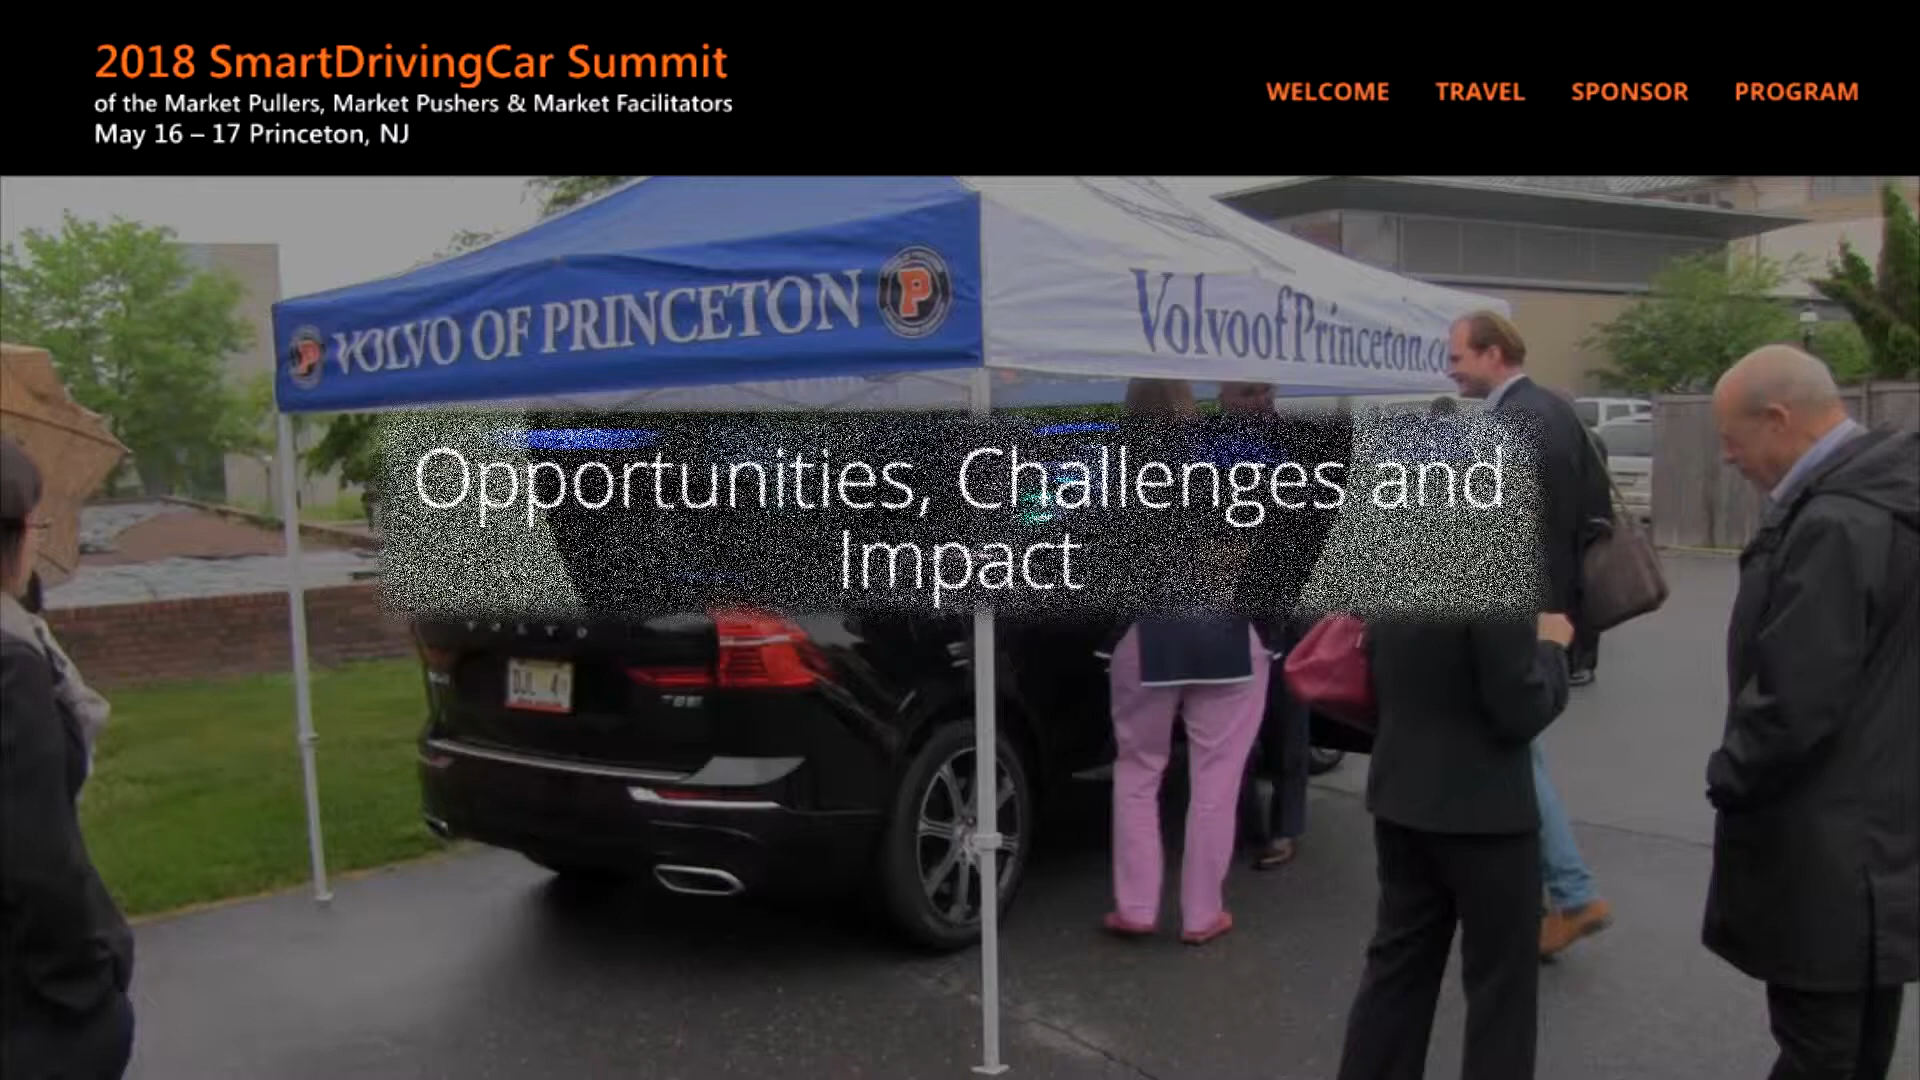 2018 SmartDrivingCar Summit
of the Market Pullers, Market Pushers & Market Facilitators
May 16 – 17 Princeton, NJ
WELCOME TRAVEL SPONSOR PROGRAM
P VOLVO OF PRINCETON P
VolvoofPrinceton.co
Opportunities, Challenges and
Impact